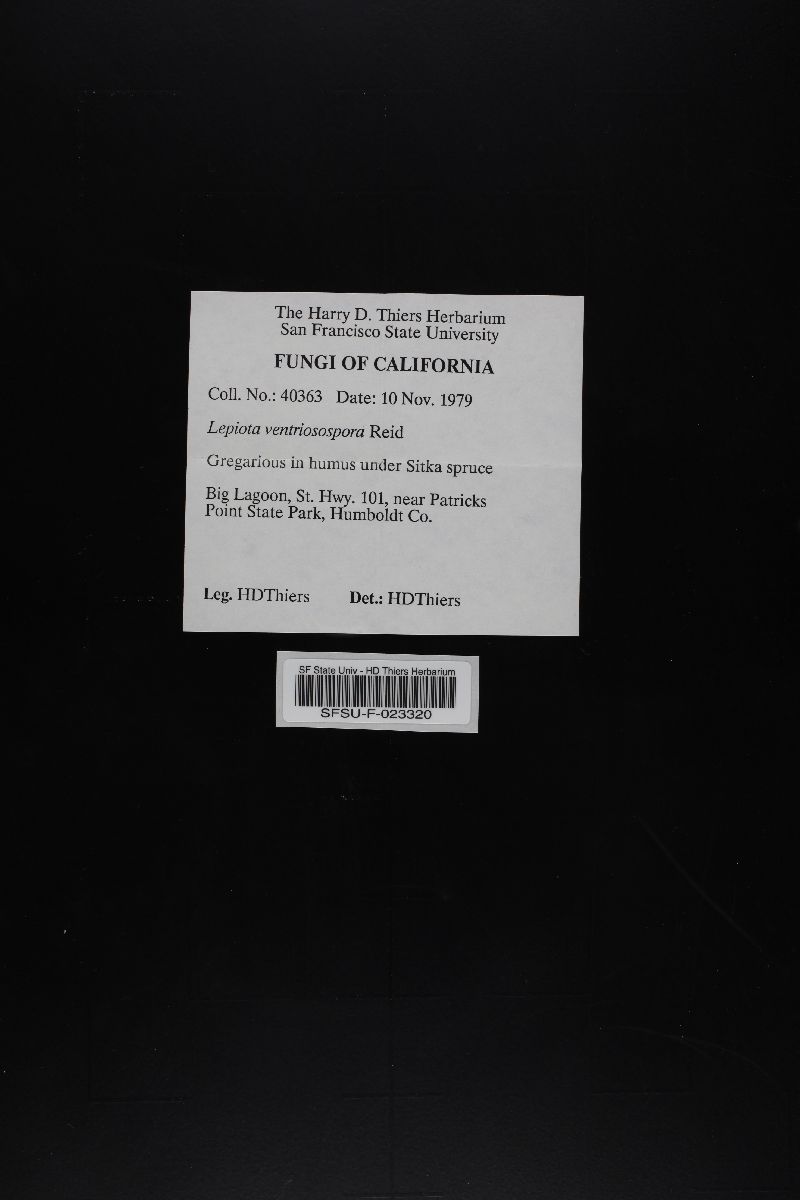 The Harry D. Thiers Herbarium
San Francisco State University
FUNGI OF CALIFORNIA
Coll. No.: 40363 Date: 10 Nov. 1979
Lepiota ventriosospora Reid
Gregarious in humus under Sitka spruce
Big Lagoon, St. Hwy. 101, near Patricks
Point State Park, Humboldt Co.
Leg. HDThiers Det.: HDThiers
SF State Univ - HD Thiers Herbarium
SFSU-F-023320